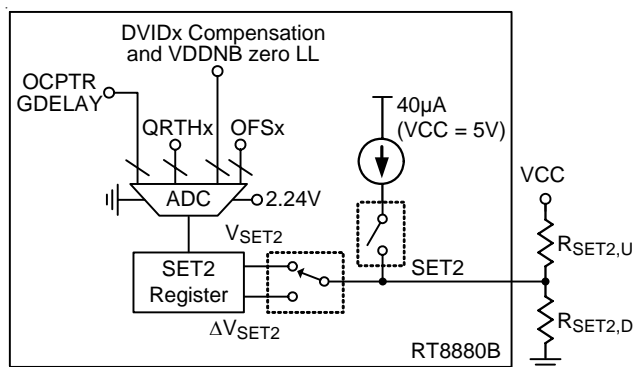 DVIDx Compensation
and VDDNB zero LL
OCPTR
GDELAY
QRTHx
OFSx
40µA
(VCC = 5V)
VCC
ADC
2.24V
VSET2
SET2
Register
SET2
RSET2,U
RSET2,D
ΔVSET2
RT8880B